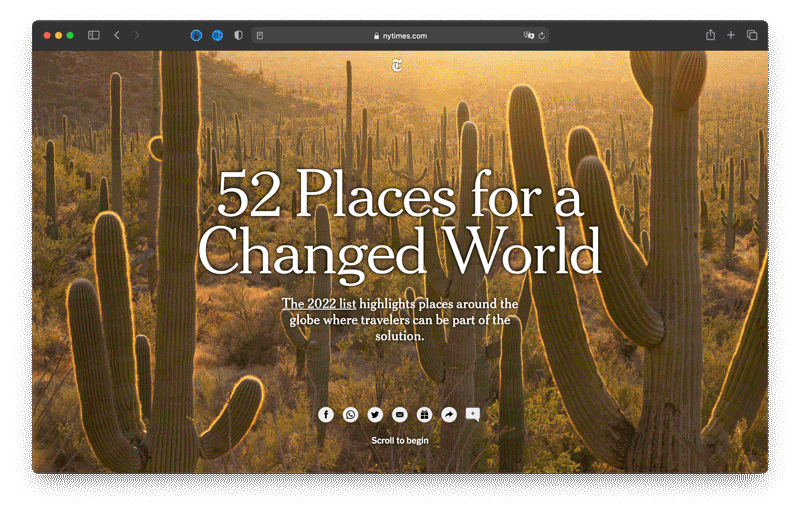 nytimes.com
52 Places for a
Changed World
The 2022 list highlights places around the
globe where travelers can be part of the
solution.
Scroll to begin